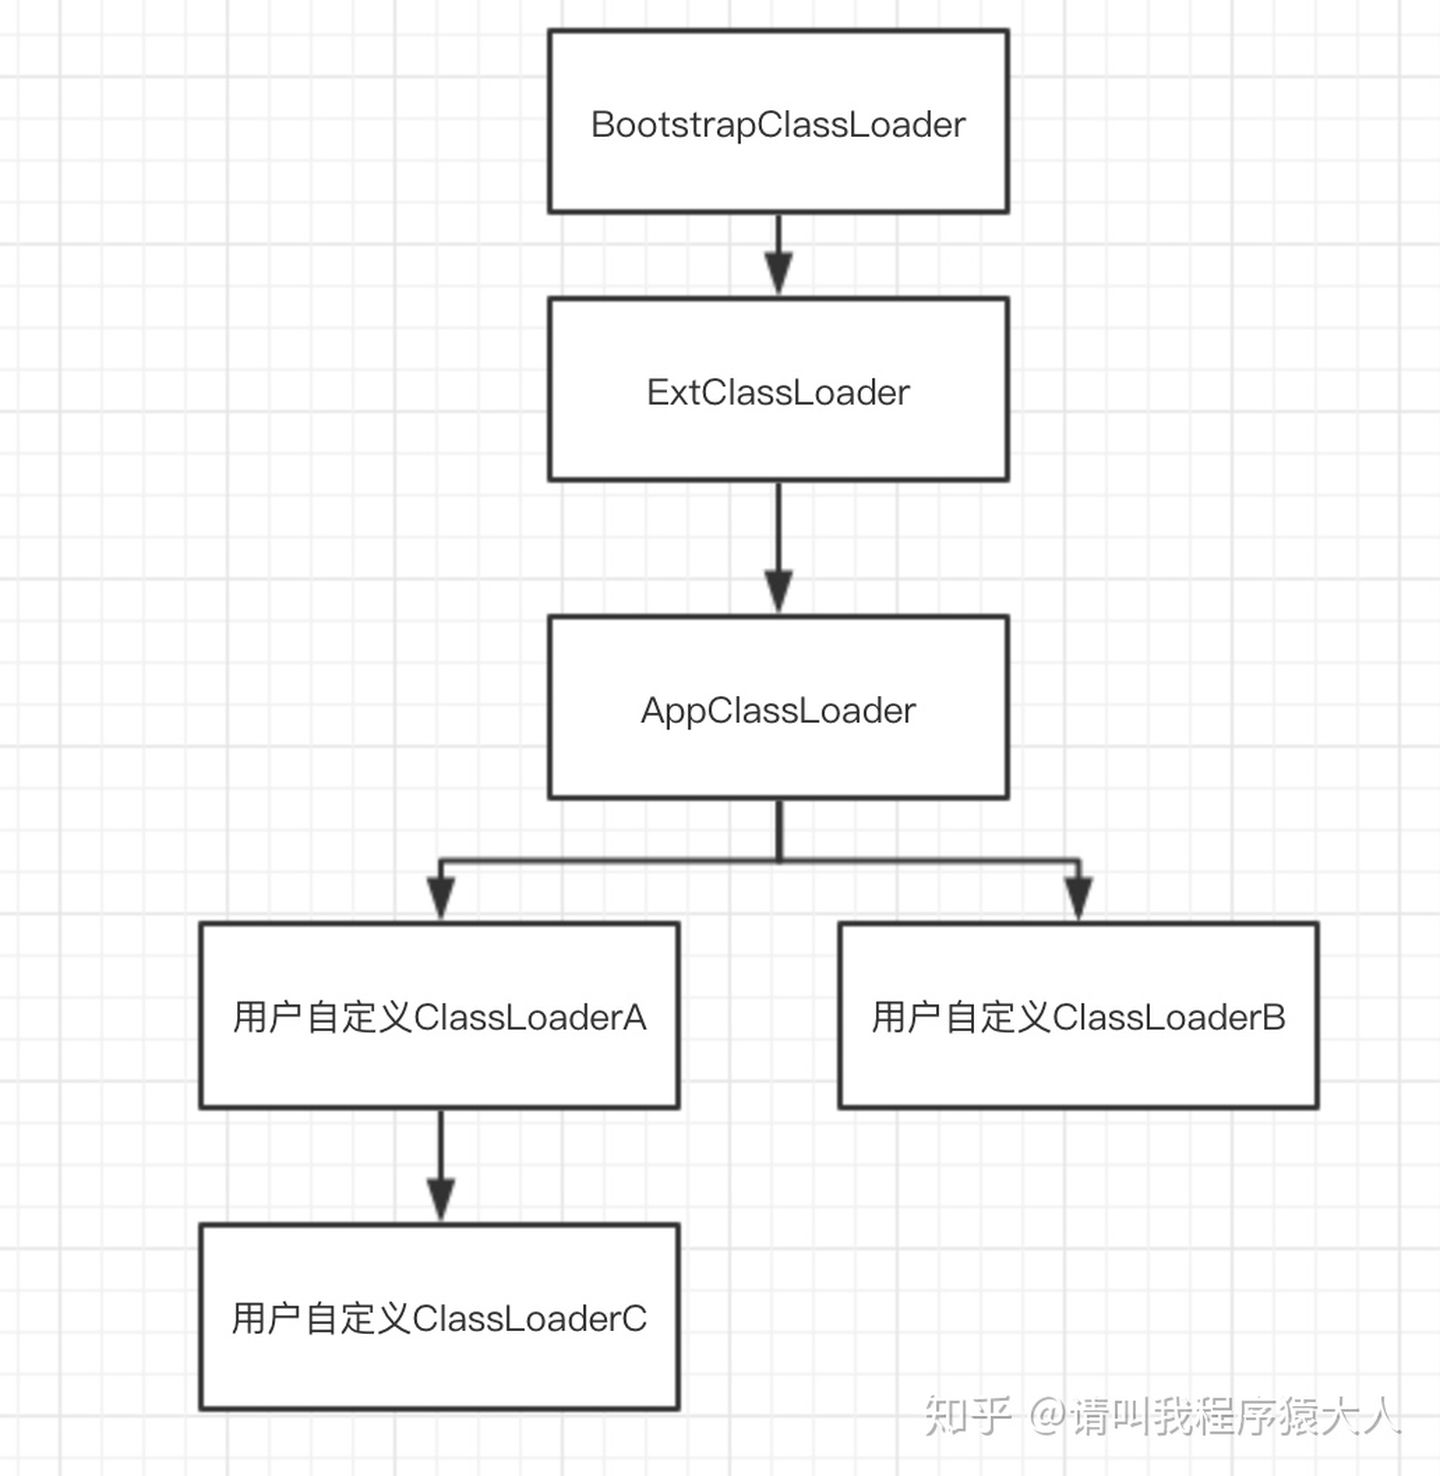 BootstrapClassLoader
ExtClassLoader
AppClassLoader
用户自定义ClassLoaderA
用户自定义ClassLoaderB
用户自定义ClassLoaderC
知乎 @请叫我程序猿大人